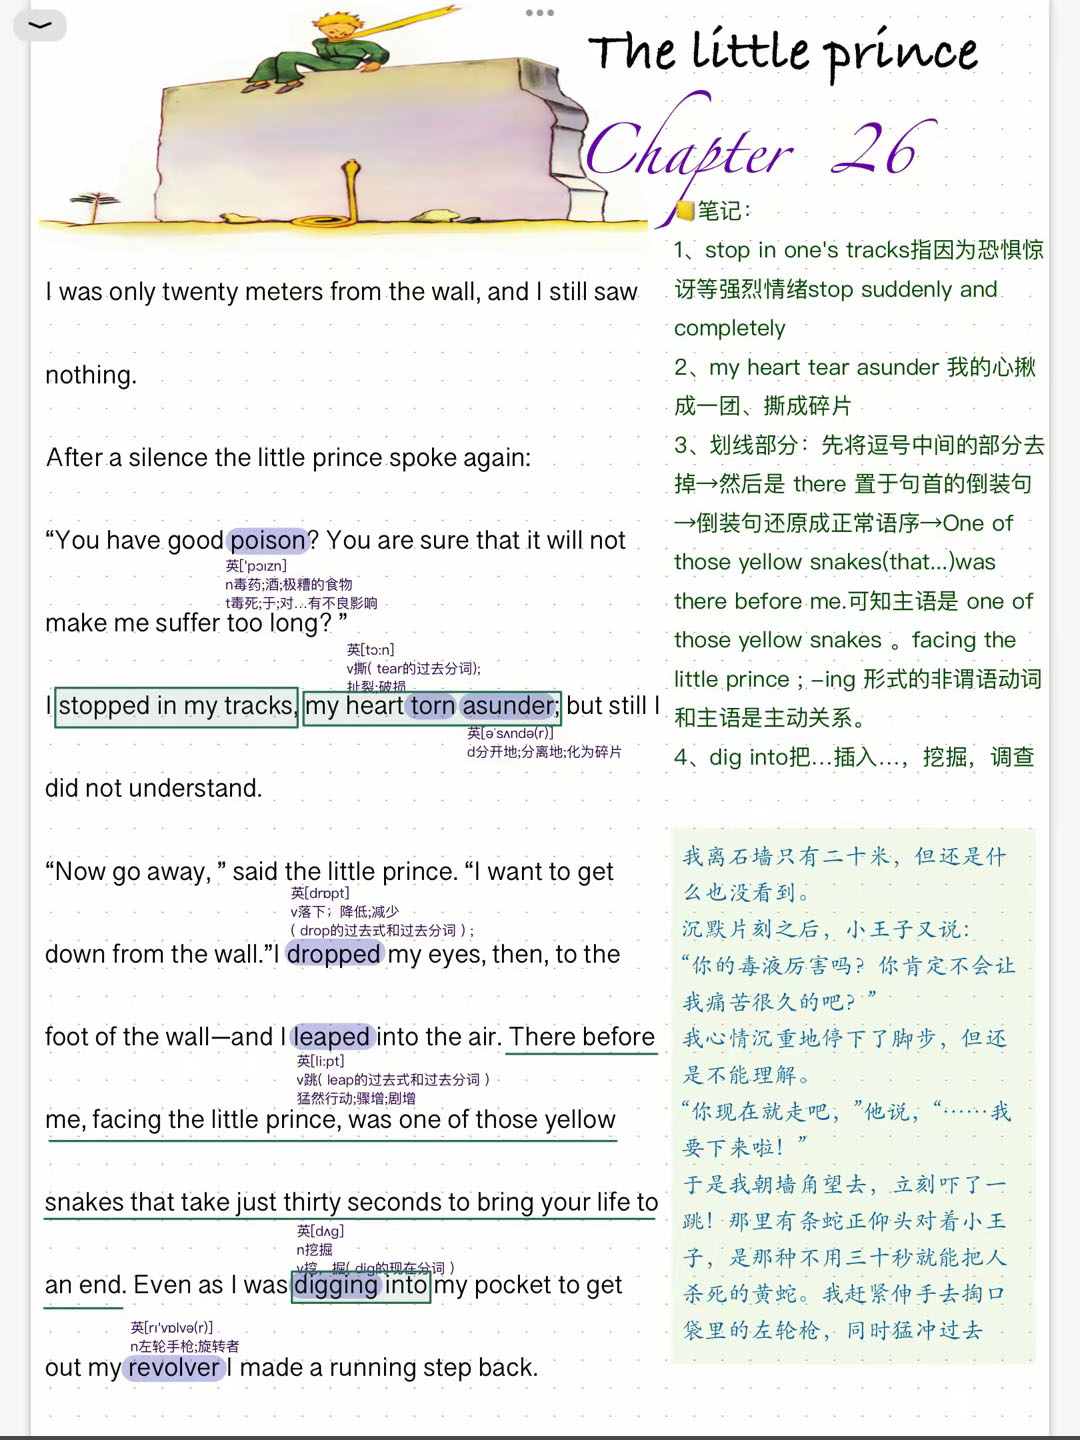 The little prince
Chapter 26
I was only twenty meters from the wall, and I still saw
nothing.
After a silence the little prince spoke again:
“You have good poison? You are sure that it will not
英['pɔɪzn]
n毒药;酒;极糟的食物
t毒死;于;对...有不良影响
make me suffer too long? ”
英[tɔ:n]
v撕( tear的过去分词);
扯裂;破损
I stopped in my tracks, my heart torn asunder; but still I
英[əˈsʌndə(r)]
d分开地;分离地;化为碎片
did not understand.
“Now go away, ” said the little prince. “I want to get
英[drɒpt]
v落下；降低;减少
( drop的过去式和过去分词 ) ;
down from the wall.”I dropped my eyes, then, to the
foot of the wall—and I leaped into the air. There before
英[li:pt]
v跳( leap的过去式和过去分词 )
猛然行动;骤增;剧增
me, facing the little prince, was one of those yellow
snakes that take just thirty seconds to bring your life to
英[dʌg]
n挖掘
v挖，掘( dig的现在分词 )
an end. Even as I was digging into my pocket to get
英[rɪ'vɒlvə(r)]
n左轮手枪;旋转者
out my revolver I made a running step back.
笔记：
1、stop in one's tracks指因为恐惧惊
讶等强烈情绪stop suddenly and
completely
2、my heart tear asunder 我的心揪
成一团、撕成碎片
3、划线部分：先将逗号中间的部分去
掉→然后是 there 置于句首的倒装句
→倒装句还原成正常语序→One of
those yellow snakes(that...)was
there before me.可知主语是 one of
those yellow snakes 。facing the
little prince ; –ing 形式的非谓语动词
和主语是主动关系。
4、dig into把...插入...，挖掘，调查
我离石墙只有二十米，但还是什
么也没看到。
沉默片刻之后，小王子又说：
“你的毒液厉害吗？你肯定不会让
我痛苦很久的吧？”
我心情沉重地停下了脚步，但还
是不能理解。
“你现在就走吧，”他说，“……我
要下来啦！”
于是我朝墙角望去，立刻吓了一
跳！那里有条蛇正仰头对着小王
子，是那种不用三十秒就能把人
杀死的黄蛇。我赶紧伸手去掏口
袋里的左轮枪，同时猛冲过去